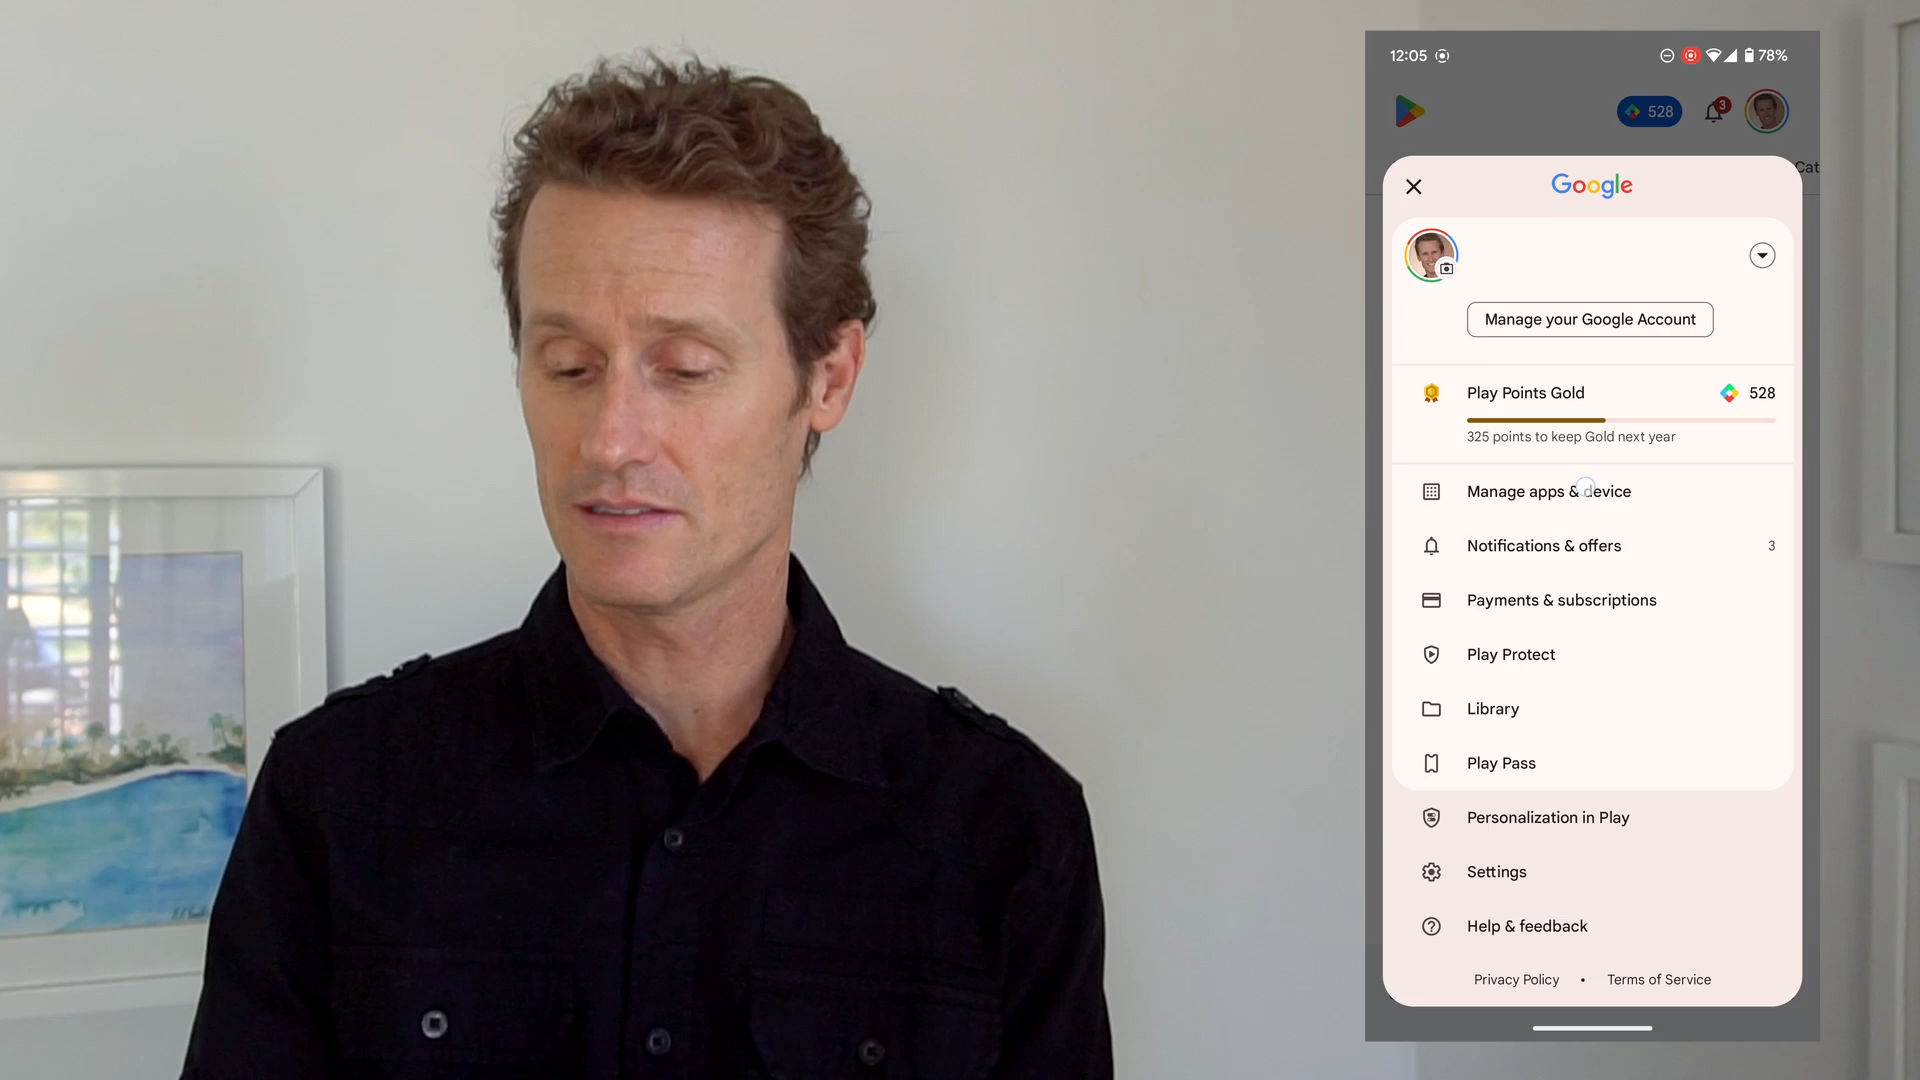 12:05
78%
528
3
Cat
Google
Manage your Google Account
Play Points Gold
528
325 points to keep Gold next year
Manage apps & device
Notifications & offers
3
Payments & subscriptions
Play Protect
Library
Play Pass
Personalization in Play
Settings
Help & feedback
Privacy Policy • Terms of Service